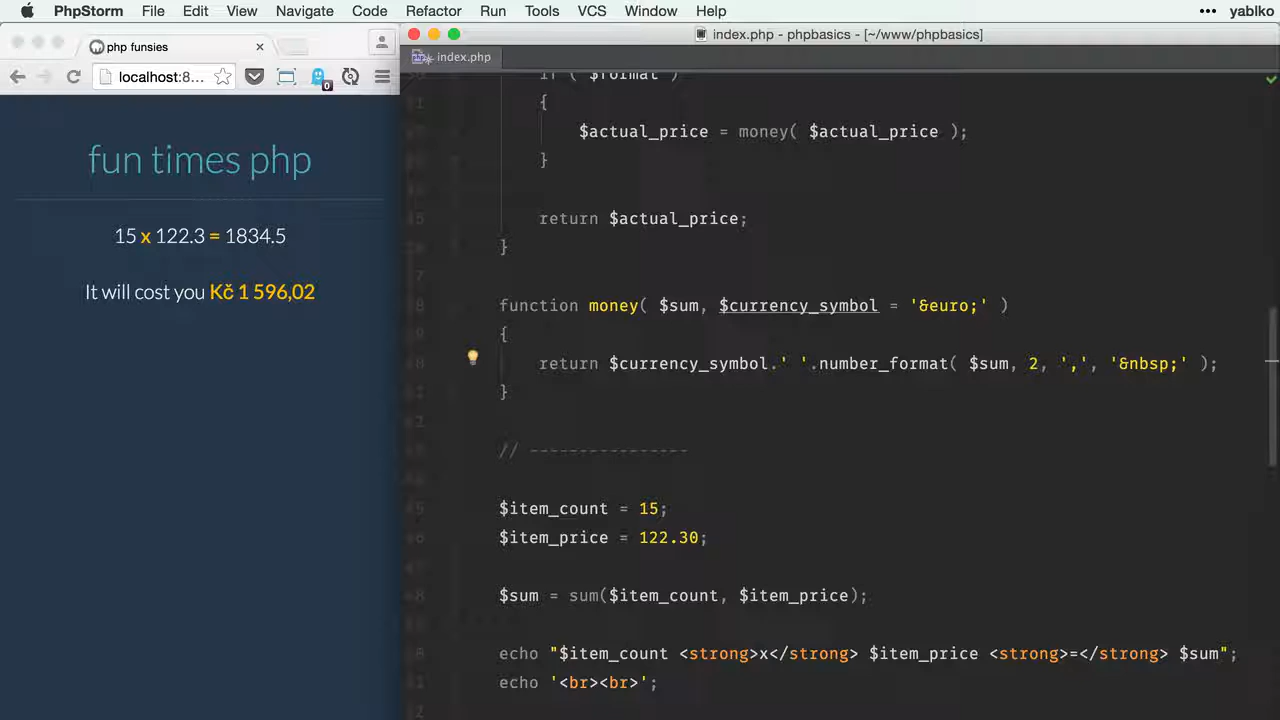 PhpStorm File Edit View Navigate Code Refactor Run Tools VCS Window Help ••• yablko
php funsies ×
index.php - phpbasics - [~/www/phpbasics]
localhost:8...
0
index.php
fun times php
15 x 122.3 = 1834.5
It will cost you Kč 1 596,02
if ( $format )
{
$actual_price = money( $actual_price );
}
return $actual_price;
}
function money( $sum, $currency_symbol = '&euro;' )
{
return $currency_symbol.' '.number_format( $sum, 2, ',', '&nbsp;' );
}
// ----------------
$item_count = 15;
$item_price = 122.30;
$sum = sum($item_count, $item_price);
echo "$item_count <strong>x</strong> $item_price <strong>=</strong> $sum";
echo '<br><br>';